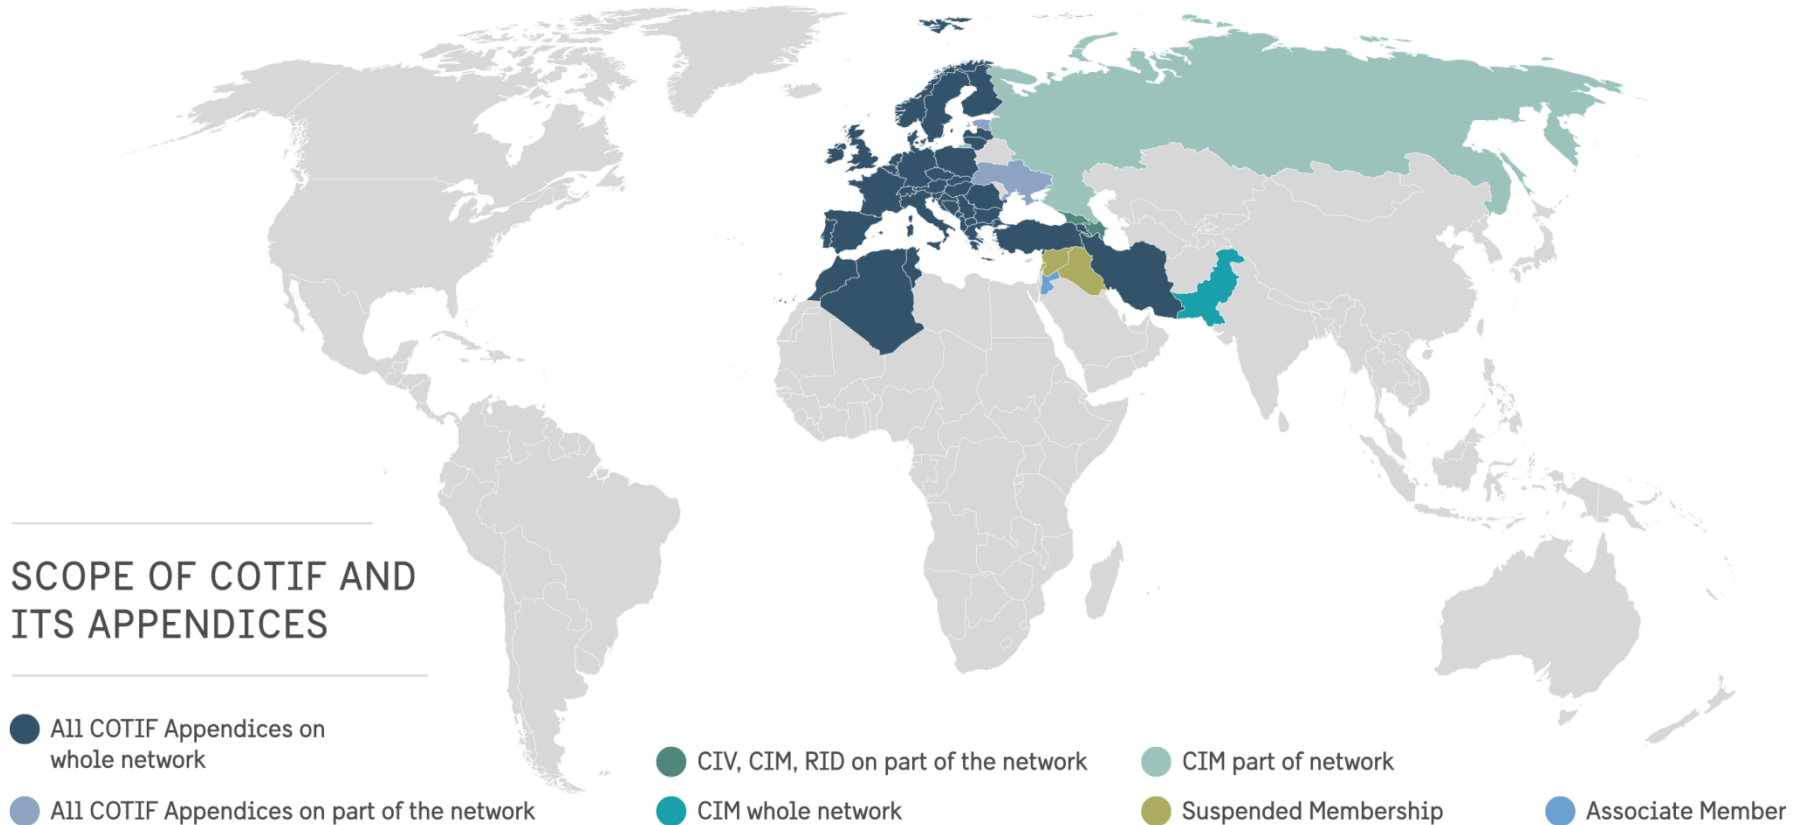 SCOPE OF COTIF AND
ITS APPENDICES
All COTIF Appendices on
whole network
All COTIF Appendices on part of the network
CIV, CIM, RID on part of the network
CIM whole network
CIM part of network
Suspended Membership
Associate Member